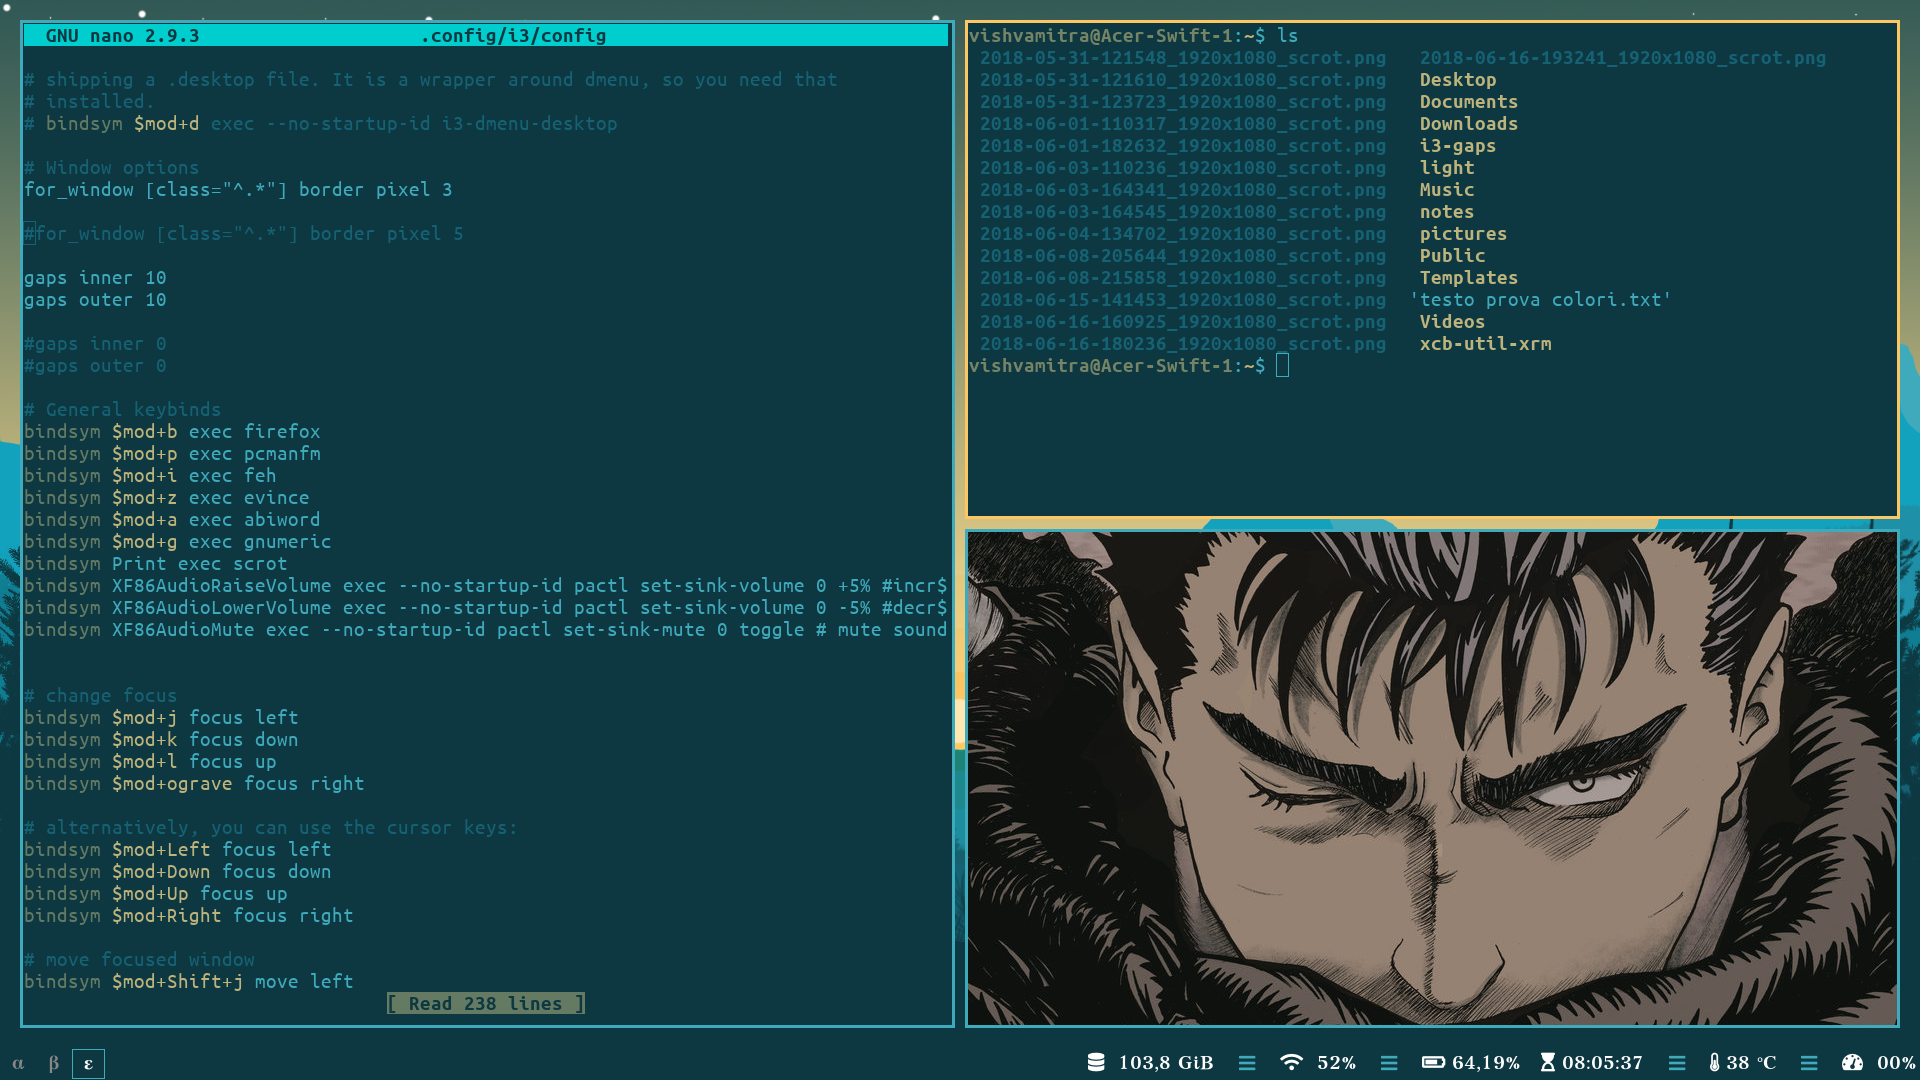 GNU nano 2.9.3 .config/i3/config
# shipping a .desktop file. It is a wrapper around dmenu, so you need that
# installed.
# bindsym $mod+d exec --no-startup-id i3-dmenu-desktop
# Window options
for_window [class="^.*"] border pixel 3
#for_window [class="^.*"] border pixel 5
gaps inner 10
gaps outer 10
#gaps inner 0
#gaps outer 0
# General keybinds
bindsym $mod+b exec firefox
bindsym $mod+p exec pcmanfm
bindsym $mod+i exec feh
bindsym $mod+z exec evince
bindsym $mod+a exec abiword
bindsym $mod+g exec gnumeric
bindsym Print exec scrot
bindsym XF86AudioRaiseVolume exec --no-startup-id pactl set-sink-volume 0 +5% #incr$
bindsym XF86AudioLowerVolume exec --no-startup-id pactl set-sink-volume 0 -5% #decr$
bindsym XF86AudioMute exec --no-startup-id pactl set-sink-mute 0 toggle # mute sound
# change focus
bindsym $mod+j focus left
bindsym $mod+k focus down
bindsym $mod+l focus up
bindsym $mod+ograve focus right
# alternatively, you can use the cursor keys:
bindsym $mod+Left focus left
bindsym $mod+Down focus down
bindsym $mod+Up focus up
bindsym $mod+Right focus right
# move focused window
bindsym $mod+Shift+j move left
[ Read 238 lines ]
vishvamitra@Acer-Swift-1:~$ ls
2018-05-31-121548_1920x1080_scrot.png 2018-06-16-193241_1920x1080_scrot.png
2018-05-31-121610_1920x1080_scrot.png Desktop
2018-05-31-123723_1920x1080_scrot.png Documents
2018-06-01-110317_1920x1080_scrot.png Downloads
2018-06-01-182632_1920x1080_scrot.png i3-gaps
2018-06-03-110236_1920x1080_scrot.png light
2018-06-03-164341_1920x1080_scrot.png Music
2018-06-03-164545_1920x1080_scrot.png notes
2018-06-04-134702_1920x1080_scrot.png pictures
2018-06-08-205644_1920x1080_scrot.png Public
2018-06-08-215858_1920x1080_scrot.png Templates
2018-06-15-141453_1920x1080_scrot.png 'testo prova colori.txt'
2018-06-16-160925_1920x1080_scrot.png Videos
2018-06-16-180236_1920x1080_scrot.png xcb-util-xrm
vishvamitra@Acer-Swift-1:~$
α β ε 103,8 GiB 52% 64,19% 08:05:37 38 °C 00%